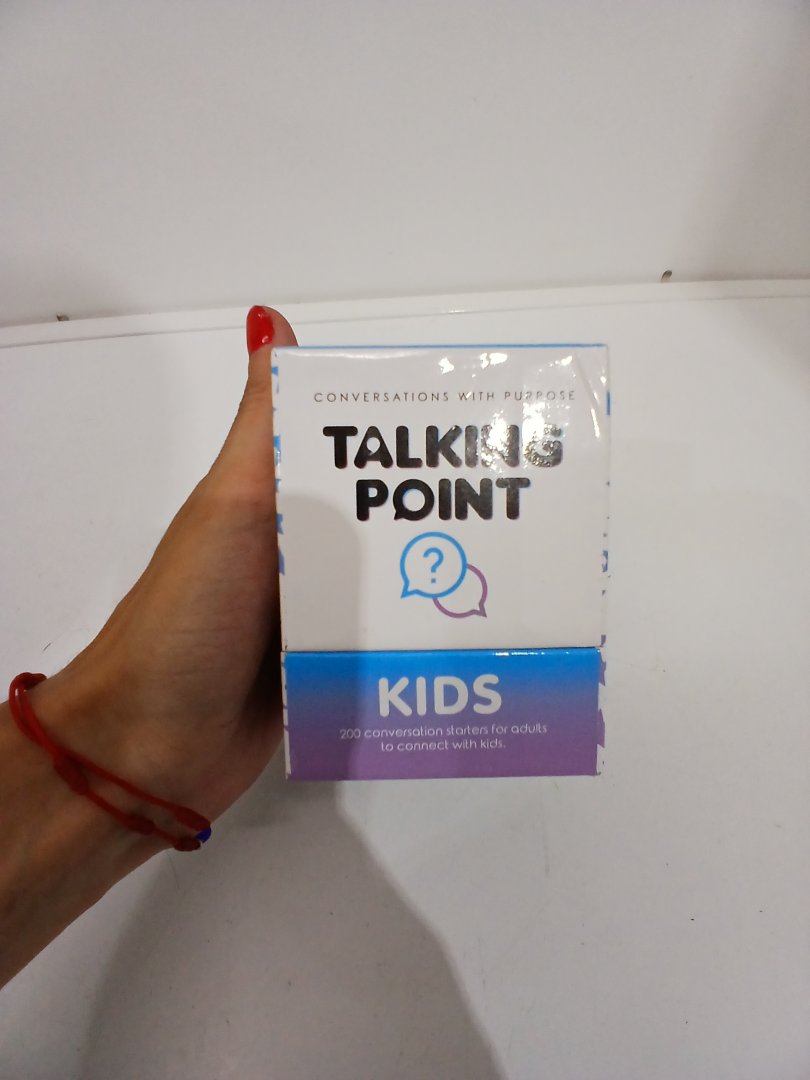 CONVERSATIONS WITH PURPOSE
TALKING
POINT
?
KIDS
200 conversation starters for adults
to connect with kids.